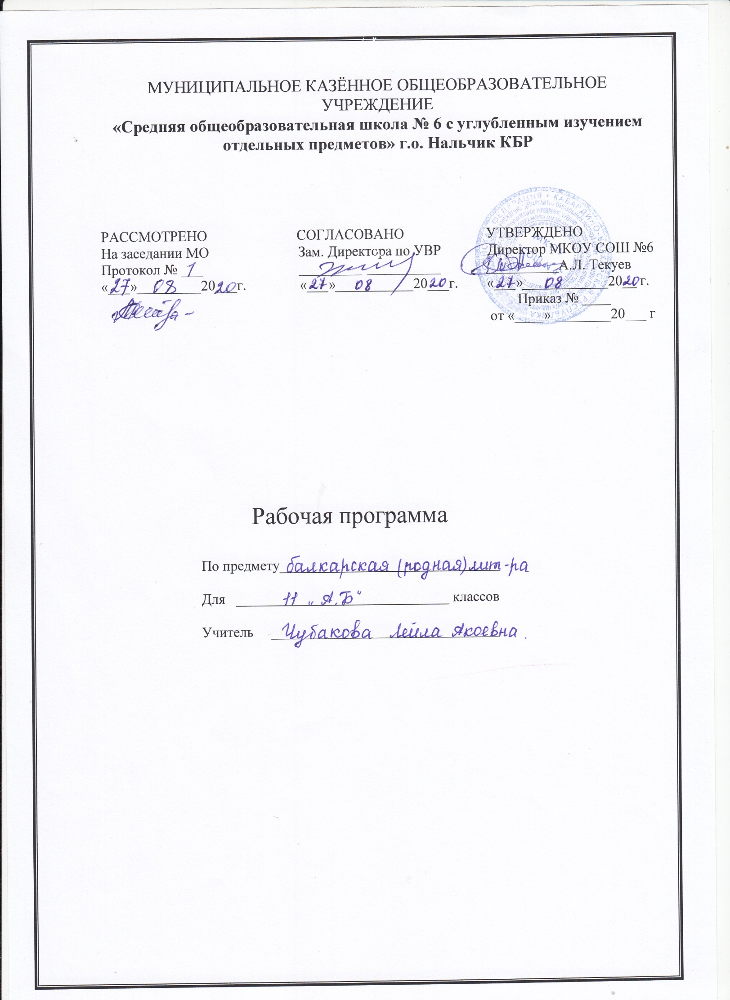 МУНИЦИПАЛЬНОЕ КАЗЁННОЕ ОБЩЕОБРАЗОВАТЕЛЬНОЕ
УЧРЕЖДЕНИЕ
«Средняя общеобразовательная школа № 6 с углубленным изучением
отдельных предметов» г.о. Нальчик КБР
РАССМОТРЕНО
На заседании МО
Протокол № 1
«27» 08 2020г.
СОГЛАСОВАНО
Зам. Директора по УВР
«27» 08 2020г.
УТВЕРЖДЕНО
Директор МКОУ СОШ №6
А.Л. Текуев
«27» 08 2020г.
Приказ № ____
от «____» ________20___ г
Рабочая программа
По предмету балкарская (родная) лит-ра
Для 11 „А,Б“ классов
Учитель Чубакова Лейла Акоевна.